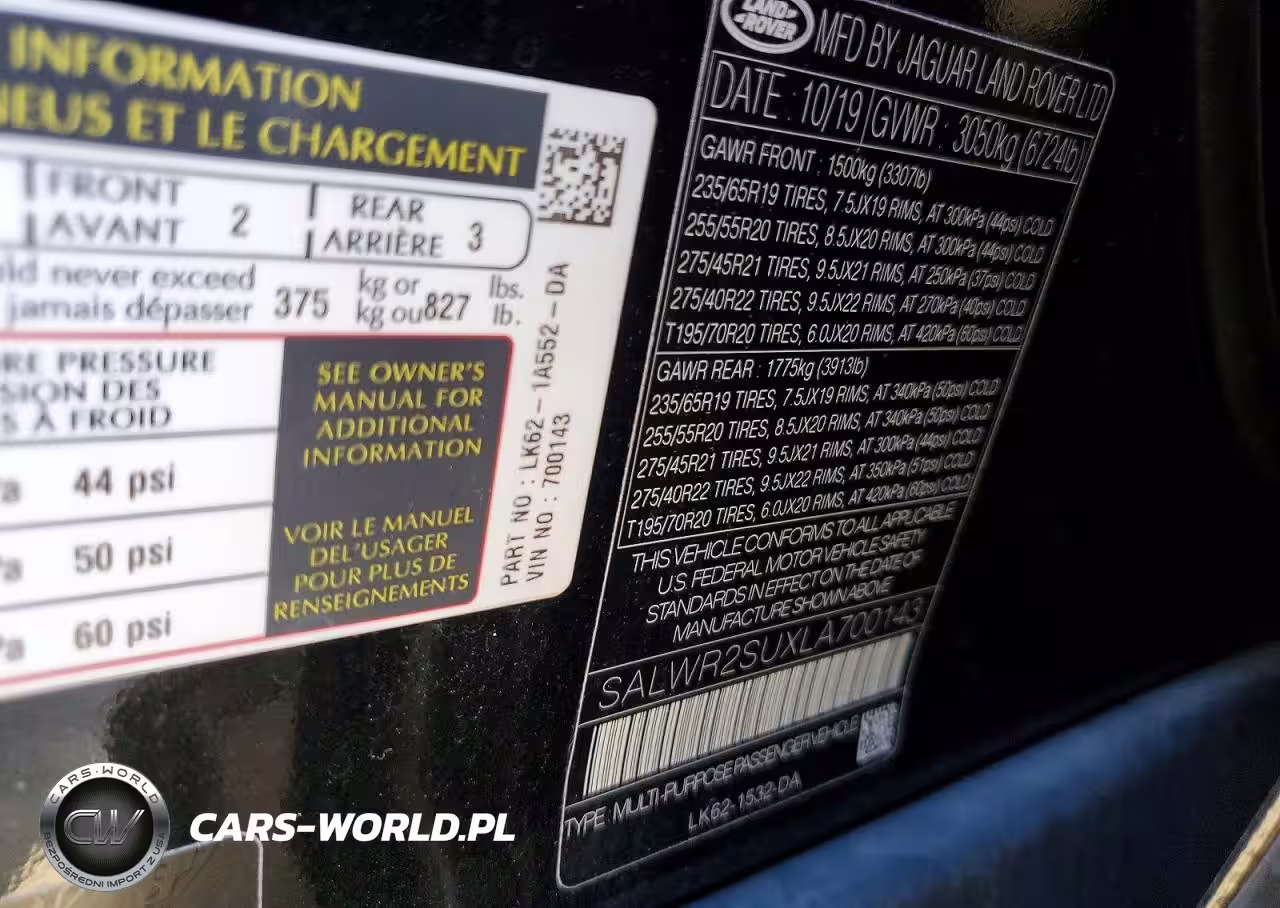 INFORMATION
NEUS ET LE CHARGEMENT
FRONT
AVANT 2
REAR
ARRIÈRE 3
never exceed
jamais dépasser 375 kg or
kg ou 827 lbs.
lb.
PRESSURE
SION DES
À FROID
44 psi
50 psi
60 psi
SEE OWNER'S
MANUAL FOR
ADDITIONAL
INFORMATION
VOIR LE MANUEL
DEL'USAGER
POUR PLUS DE
RENSEIGNEMENTS
PART NO : LK62-1A552-DA
VIN NO : 700143
LAND
ROVER
MFD BY JAGUAR LAND ROVER LTD
DATE : 10/19 GVWR : 3050kg (6724lb)
GAWR FRONT : 1500kg (3307lb)
235/65R19 TIRES, 7.5JX19 RIMS, AT 300kPa (44psi) COLD
255/55R20 TIRES, 8.5JX20 RIMS, AT 300kPa (44psi) COLD
275/45R21 TIRES, 9.5JX21 RIMS, AT 250kPa (37psi) COLD
275/40R22 TIRES, 9.5JX22 RIMS, AT 270kPa (40psi) COLD
T195/70R20 TIRES, 6.0JX20 RIMS, AT 420kPa (60psi) COLD
GAWR REAR : 1775kg (3913lb)
235/65R19 TIRES, 7.5JX19 RIMS, AT 340kPa (50psi) COLD
255/55R20 TIRES, 8.5JX20 RIMS, AT 340kPa (50psi) COLD
275/45R21 TIRES, 9.5JX21 RIMS, AT 300kPa (44psi) COLD
275/40R22 TIRES, 9.5JX22 RIMS, AT 350kPa (51psi) COLD
T195/70R20 TIRES, 6.0JX20 RIMS, AT 420kPa (60psi) COLD
THIS VEHICLE CONFORMS TO ALL APPLICABLE
U.S. FEDERAL MOTOR VEHICLE SAFETY
STANDARDS IN EFFECT ON THE DATE OF
MANUFACTURE SHOWN ABOVE
SALWR2SUXLA700143
TYPE: MULTI-PURPOSE PASSENGER VEHICLE
LK62-1532-DA
CARS-WORLD
CW
BEZPOŚREDNI IMPORT Z USA
CARS-WORLD.PL